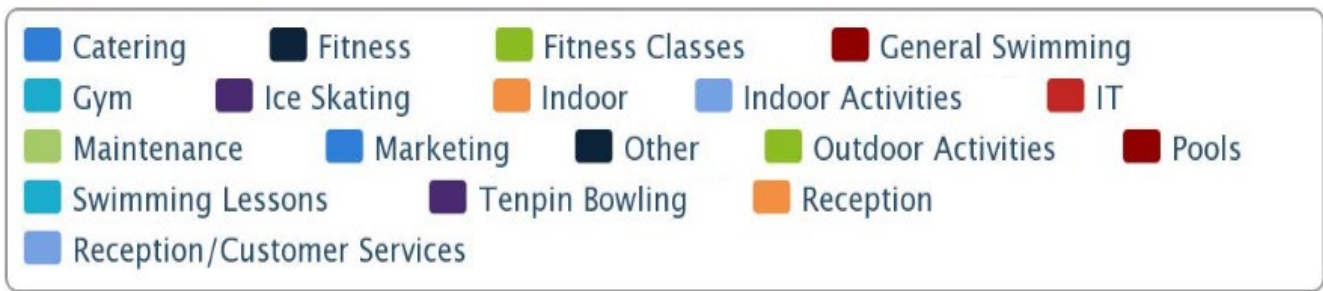 Catering Fitness Fitness Classes General Swimming
Gym Ice Skating Indoor Indoor Activities IT
Maintenance Marketing Other Outdoor Activities Pools
Swimming Lessons Tenpin Bowling Reception
Reception/Customer Services